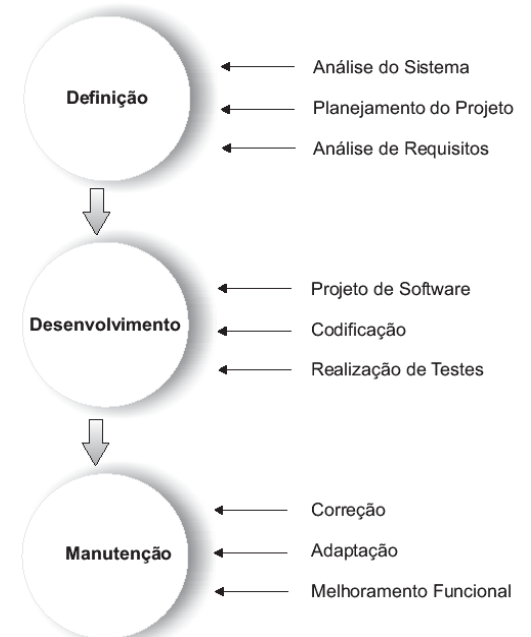 Definição
Análise do Sistema
Planejamento do Projeto
Análise de Requisitos
Desenvolvimento
Projeto de Software
Codificação
Realização de Testes
Manutenção
Correção
Adaptação
Melhoramento Funcional